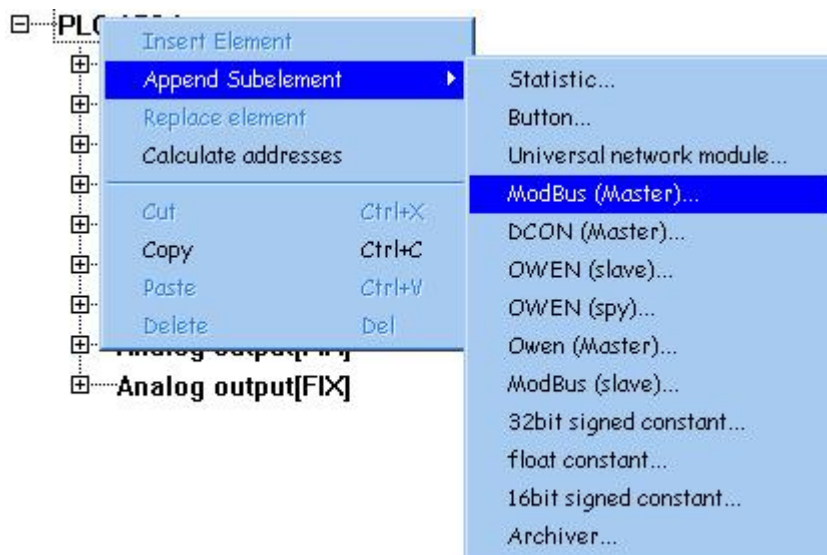 Insert Element
Append Subelement
Replace element
Calculate addresses
Cut Ctrl+X
Copy Ctrl+C
Paste Ctrl+V
Delete Del
Analog output[FIX]
Statistic...
Button...
Universal network module...
ModBus (Master)...
DCON (Master)...
OWEN (slave)...
OWEN (spy)...
Owen (Master)...
ModBus (slave)...
32bit signed constant...
float constant...
16bit signed constant...
Archiver...